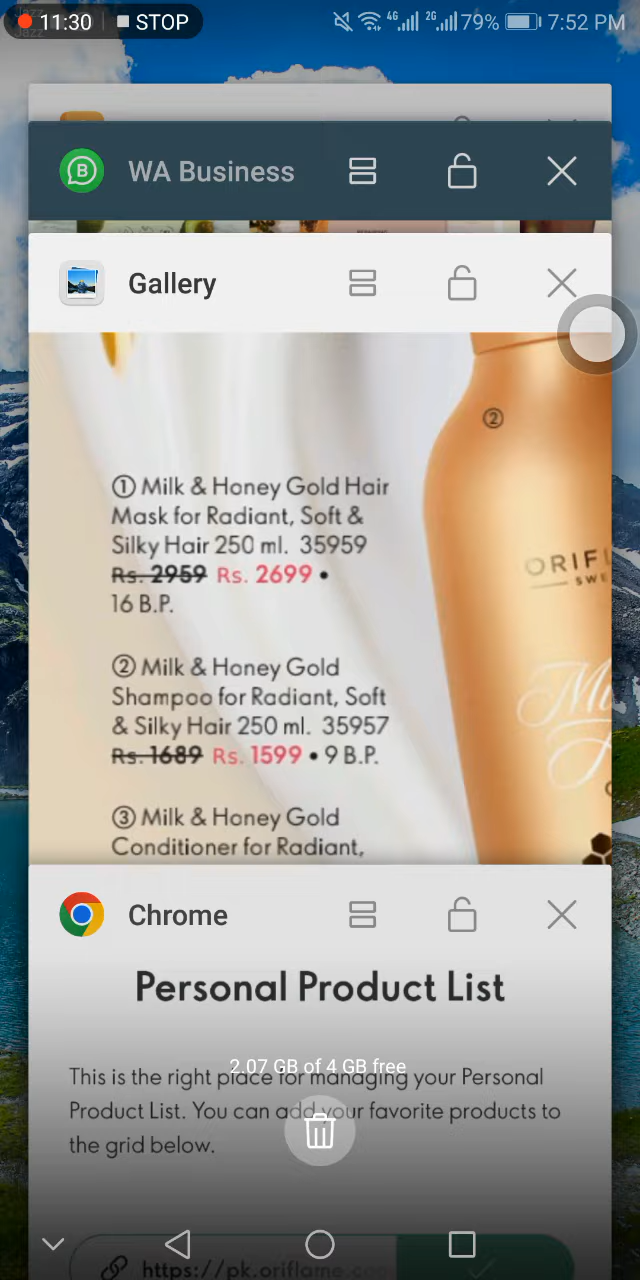 11:30 STOP 4G 2G 79% 7:52 PM
WA Business
Gallery
②
① Milk & Honey Gold Hair
Mask for Radiant, Soft &
Silky Hair 250 ml. 35959
Rs. 2959 Rs. 2699 •
16 B.P.
② Milk & Honey Gold
Shampoo for Radiant, Soft
& Silky Hair 250 ml. 35957
Rs. 1689 Rs. 1599 • 9 B.P.
③ Milk & Honey Gold
Conditioner for Radiant,
ORIF
SWE
Chrome
Personal Product List
2.07 GB of 4 GB free
This is the right place for managing your Personal
Product List. You can add your favorite products to
the grid below.
https://pk.oriflame.com